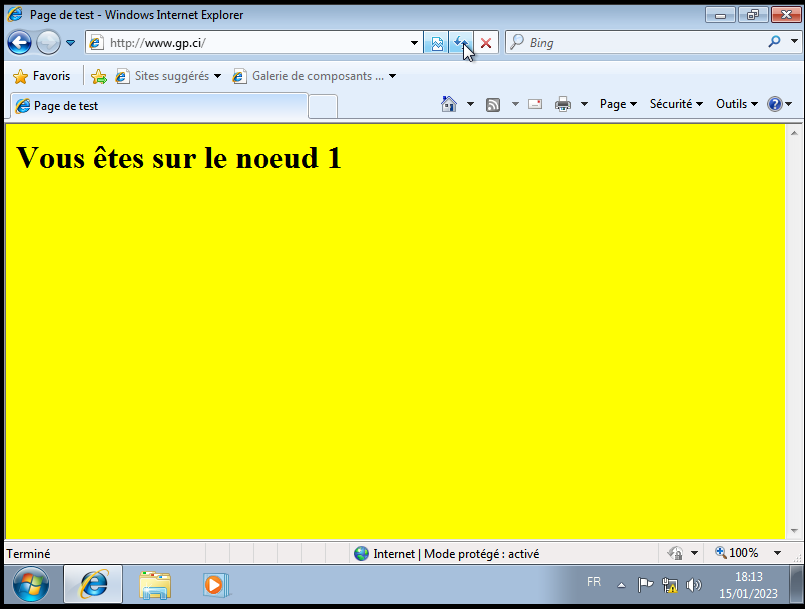 Page de test - Windows Internet Explorer
http://www.gp.ci/
Bing
Favoris
Sites suggérés
Galerie de composants ...
Page de test
Page
Sécurité
Outils
Vous êtes sur le noeud 1
Terminé
Internet | Mode protégé : activé
100%
FR
18:13
15/01/2023